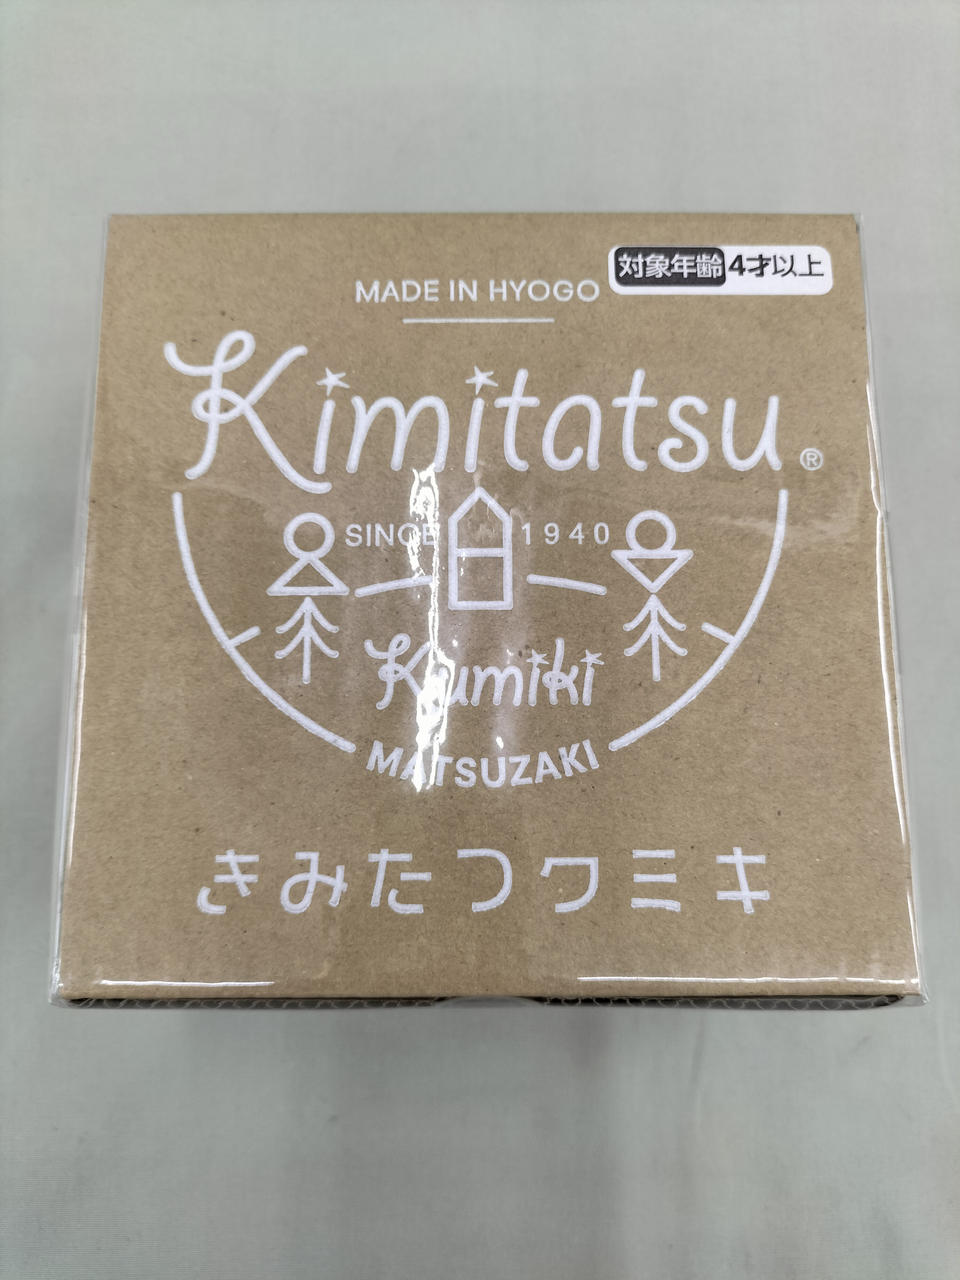 対象年齢 4才以上
MADE IN HYOGO
Kimitatsu®
SINCE 1940
Kumiki
MATSUZAKI
きみたつクミキ